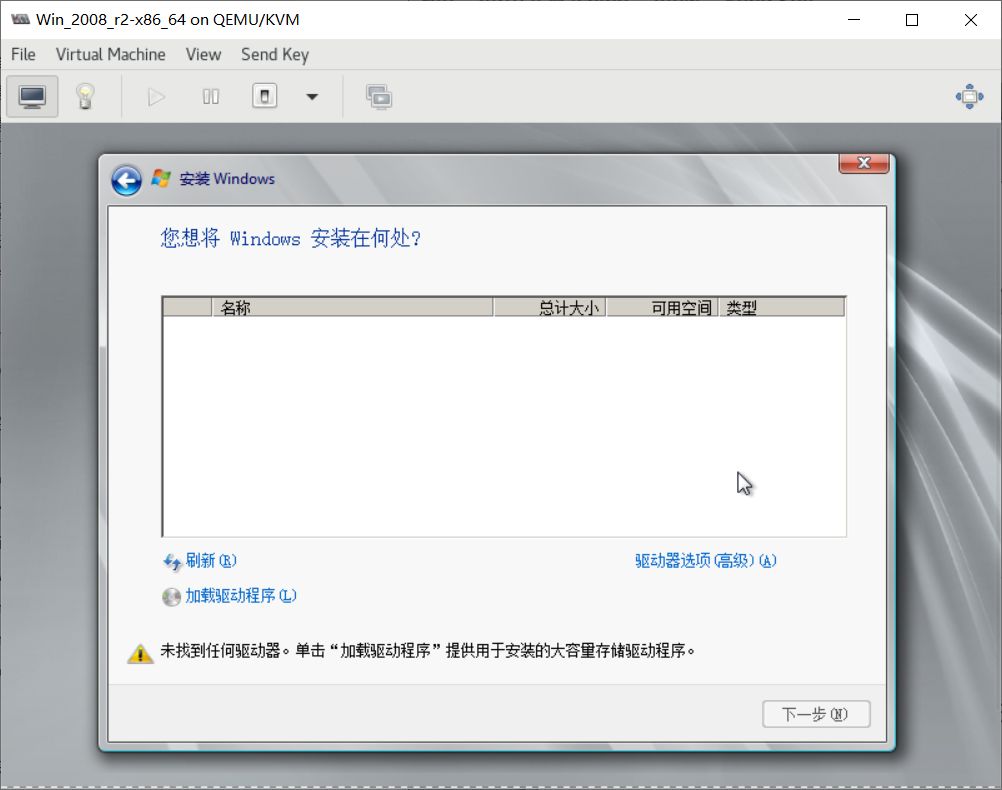 Win_2008_r2-x86_64 on QEMU/KVM
File Virtual Machine View Send Key
安装 Windows
您想将 Windows 安装在何处?
名称 总计大小 可用空间 类型
刷新(R) 驱动器选项(高级)(A)
加载驱动程序(L)
未找到任何驱动器。单击“加载驱动程序”提供用于安装的大容量存储驱动程序。
下一步(N)